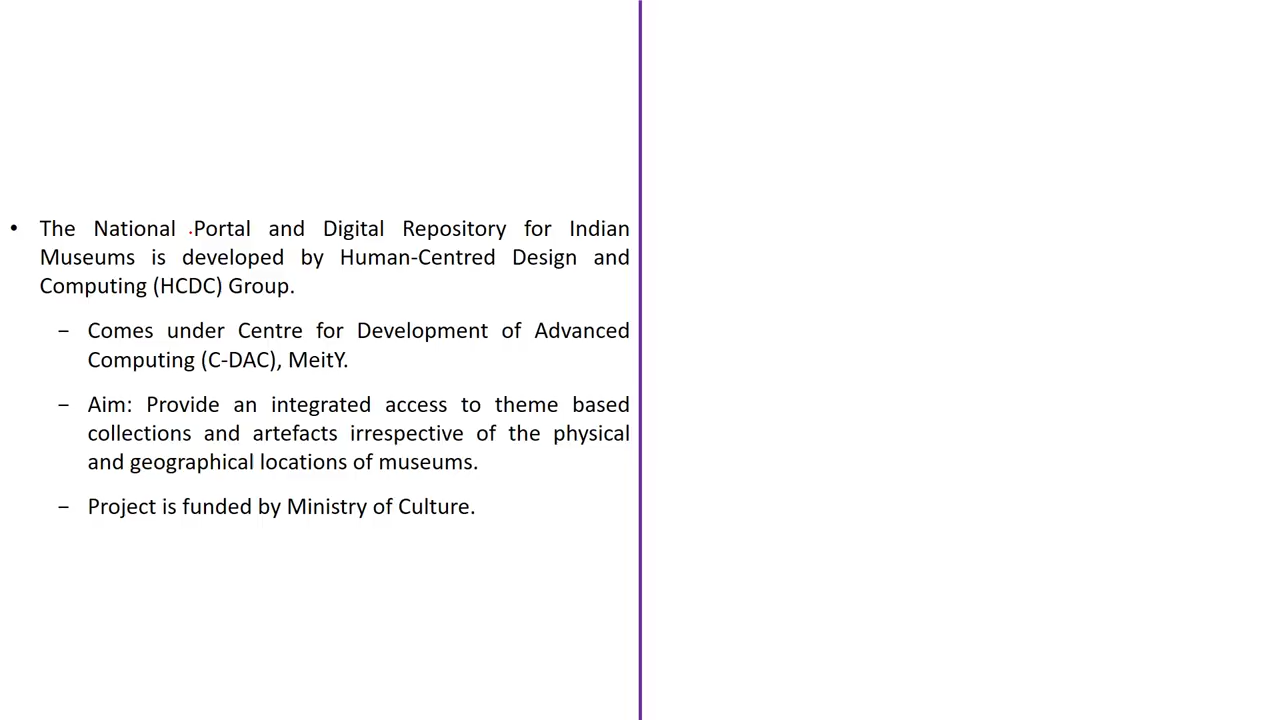 • The National Portal and Digital Repository for Indian
Museums is developed by Human-Centred Design and
Computing (HCDC) Group.
− Comes under Centre for Development of Advanced
Computing (C-DAC), MeitY.
− Aim: Provide an integrated access to theme based
collections and artefacts irrespective of the physical
and geographical locations of museums.
− Project is funded by Ministry of Culture.